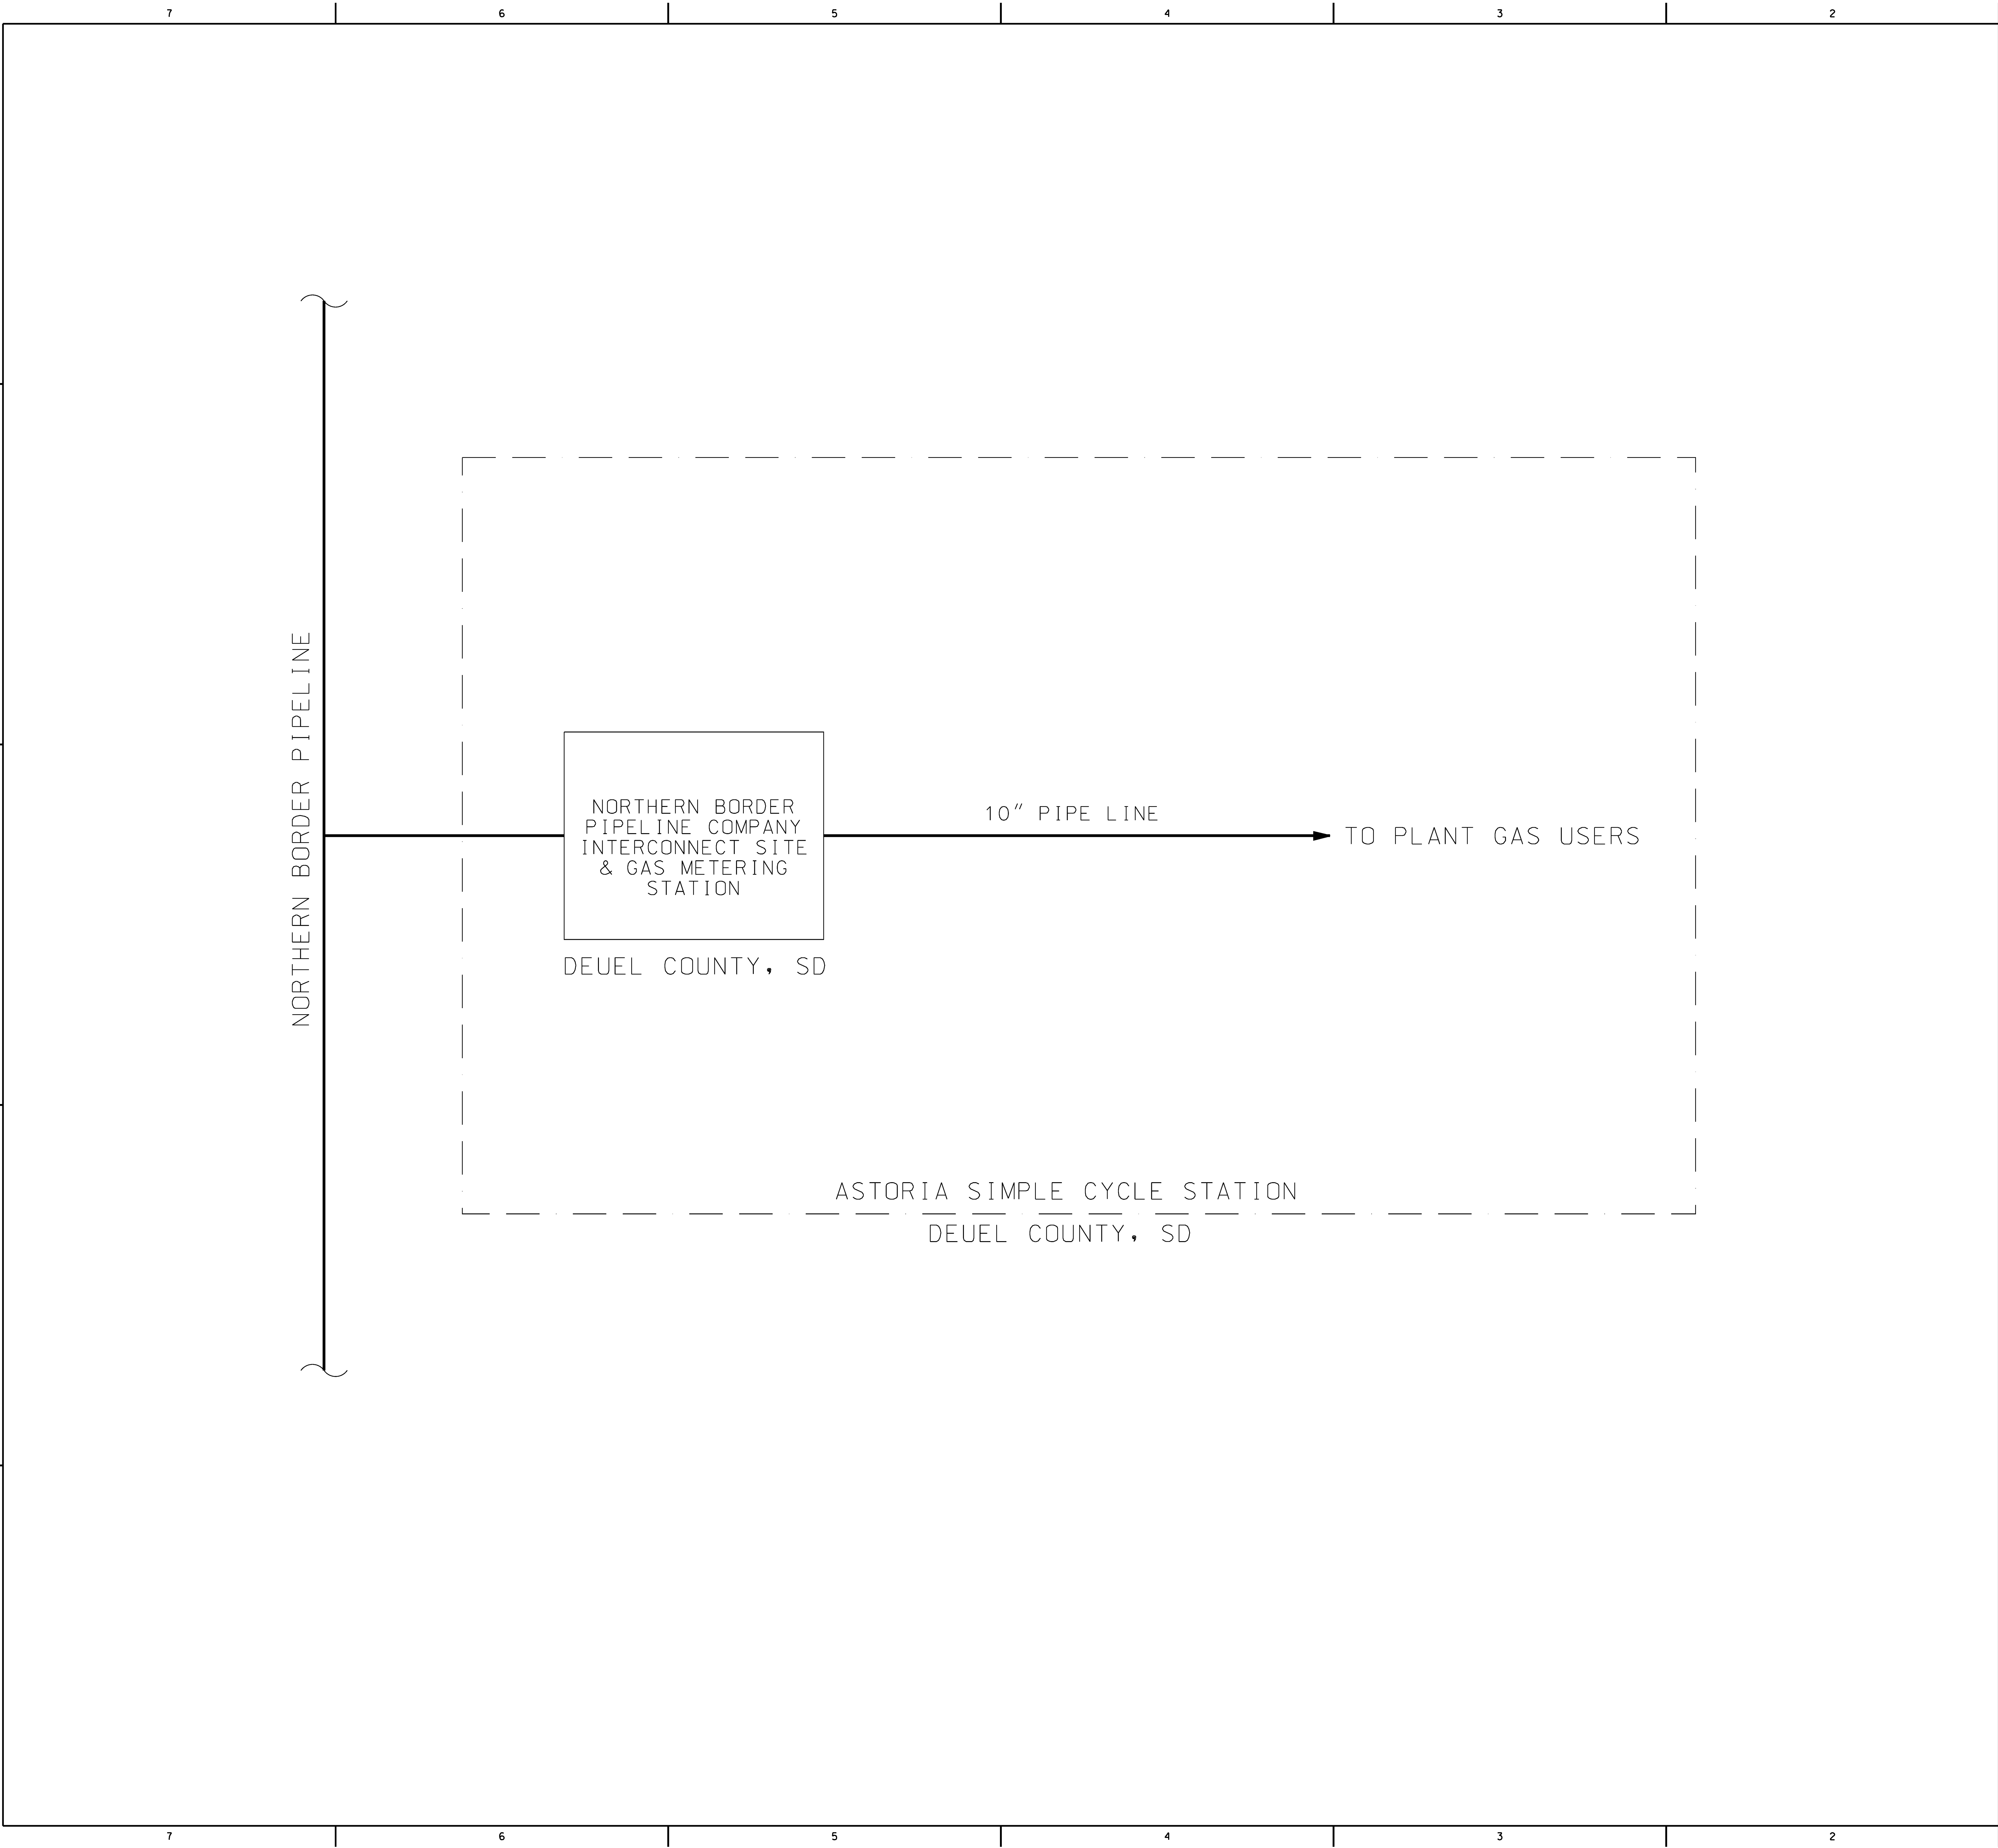 7 6 5 4 3 2
NORTHERN BORDER PIPELINE
NORTHERN BORDER
PIPELINE COMPANY
INTERCONNECT SITE
& GAS METERING
STATION
DEUEL COUNTY, SD
10" PIPE LINE
TO PLANT GAS USERS
ASTORIA SIMPLE CYCLE STATION
DEUEL COUNTY, SD
7 6 5 4 3 2